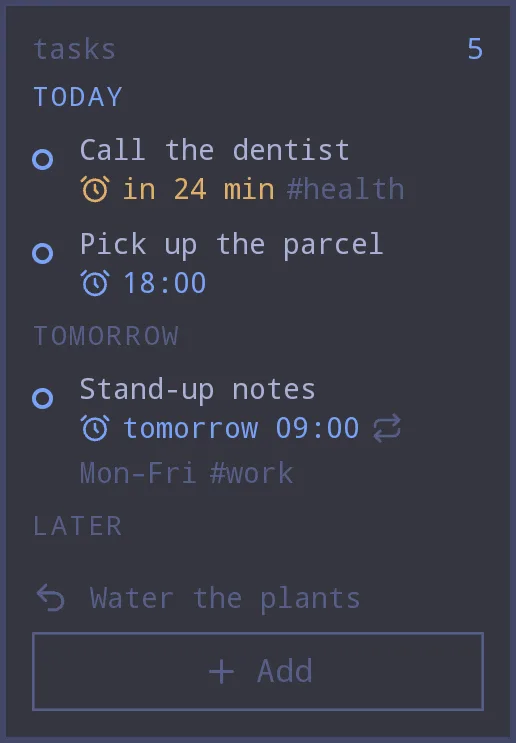 tasks 5
TODAY
Call the dentist
in 24 min #health
Pick up the parcel
18:00
TOMORROW
Stand-up notes
tomorrow 09:00
Mon–Fri #work
LATER
Water the plants
+ Add